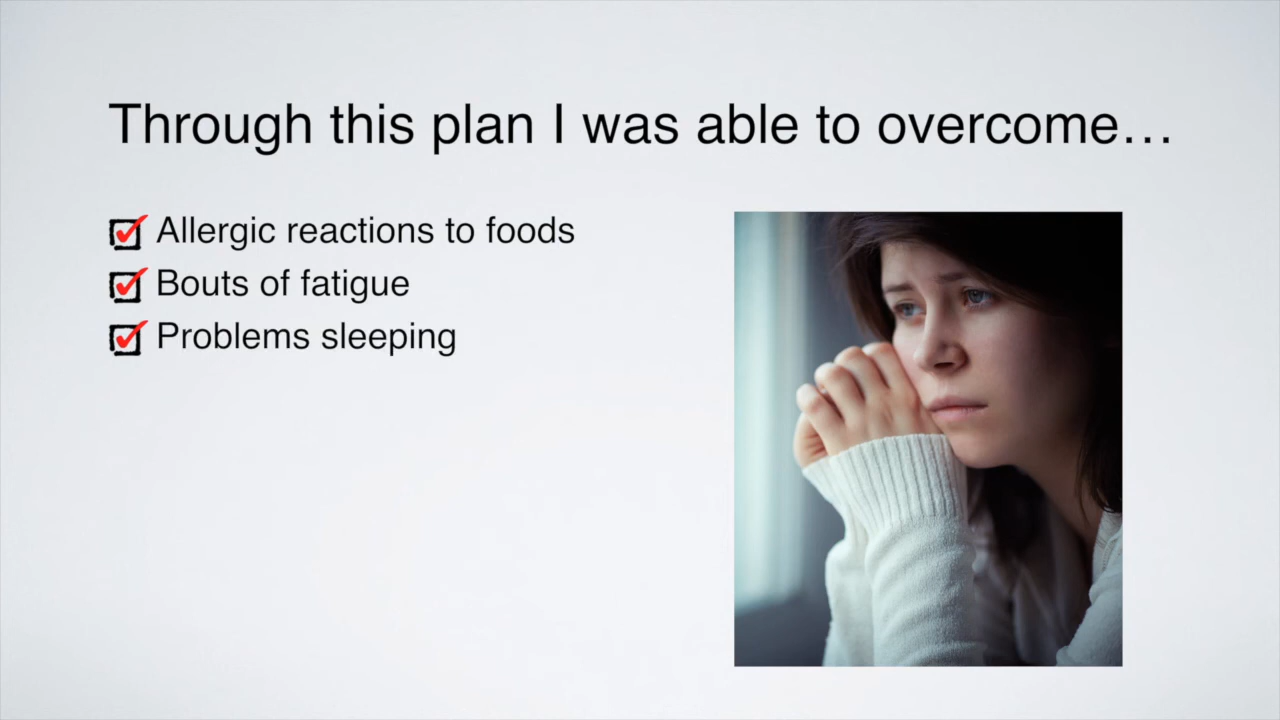 Through this plan I was able to overcome…
Allergic reactions to foods
Bouts of fatigue
Problems sleeping